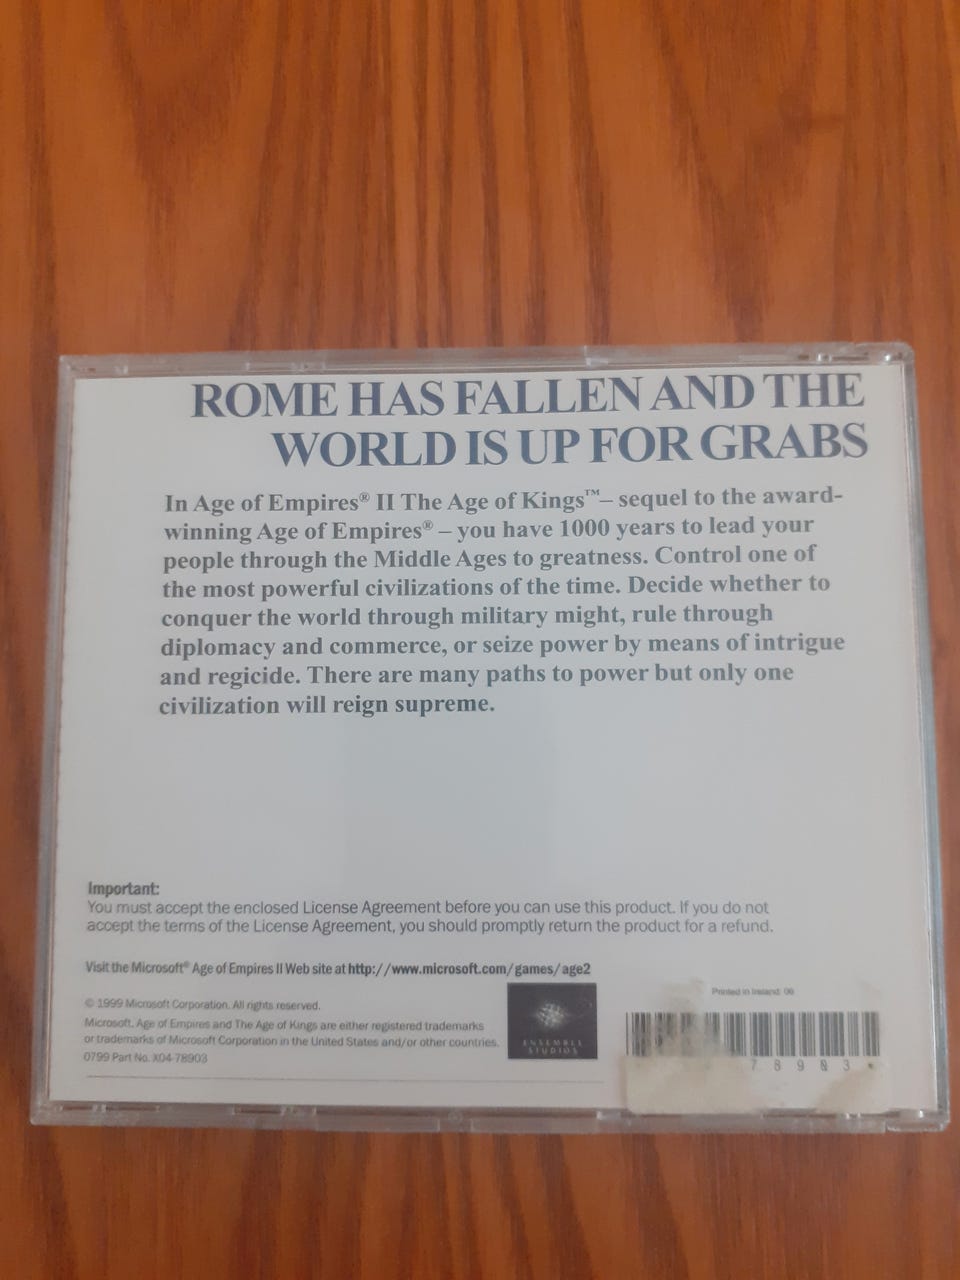 ROME HAS FALLEN AND THE
WORLD IS UP FOR GRABS
In Age of Empires® II The Age of Kings™– sequel to the award-
winning Age of Empires® – you have 1000 years to lead your
people through the Middle Ages to greatness. Control one of
the most powerful civilizations of the time. Decide whether to
conquer the world through military might, rule through
diplomacy and commerce, or seize power by means of intrigue
and regicide. There are many paths to power but only one
civilization will reign supreme.
Important:
You must accept the enclosed License Agreement before you can use this product. If you do not
accept the terms of the License Agreement, you should promptly return the product for a refund.
Visit the Microsoft® Age of Empires II Web site at http://www.microsoft.com/games/age2
© 1999 Microsoft Corporation. All rights reserved.
Microsoft, Age of Empires and The Age of Kings are either registered trademarks
or trademarks of Microsoft Corporation in the United States and/or other countries.
0799 Part No. X04-78903
ENSEMBLE
STUDIOS
Printed in Ireland: 06
78903